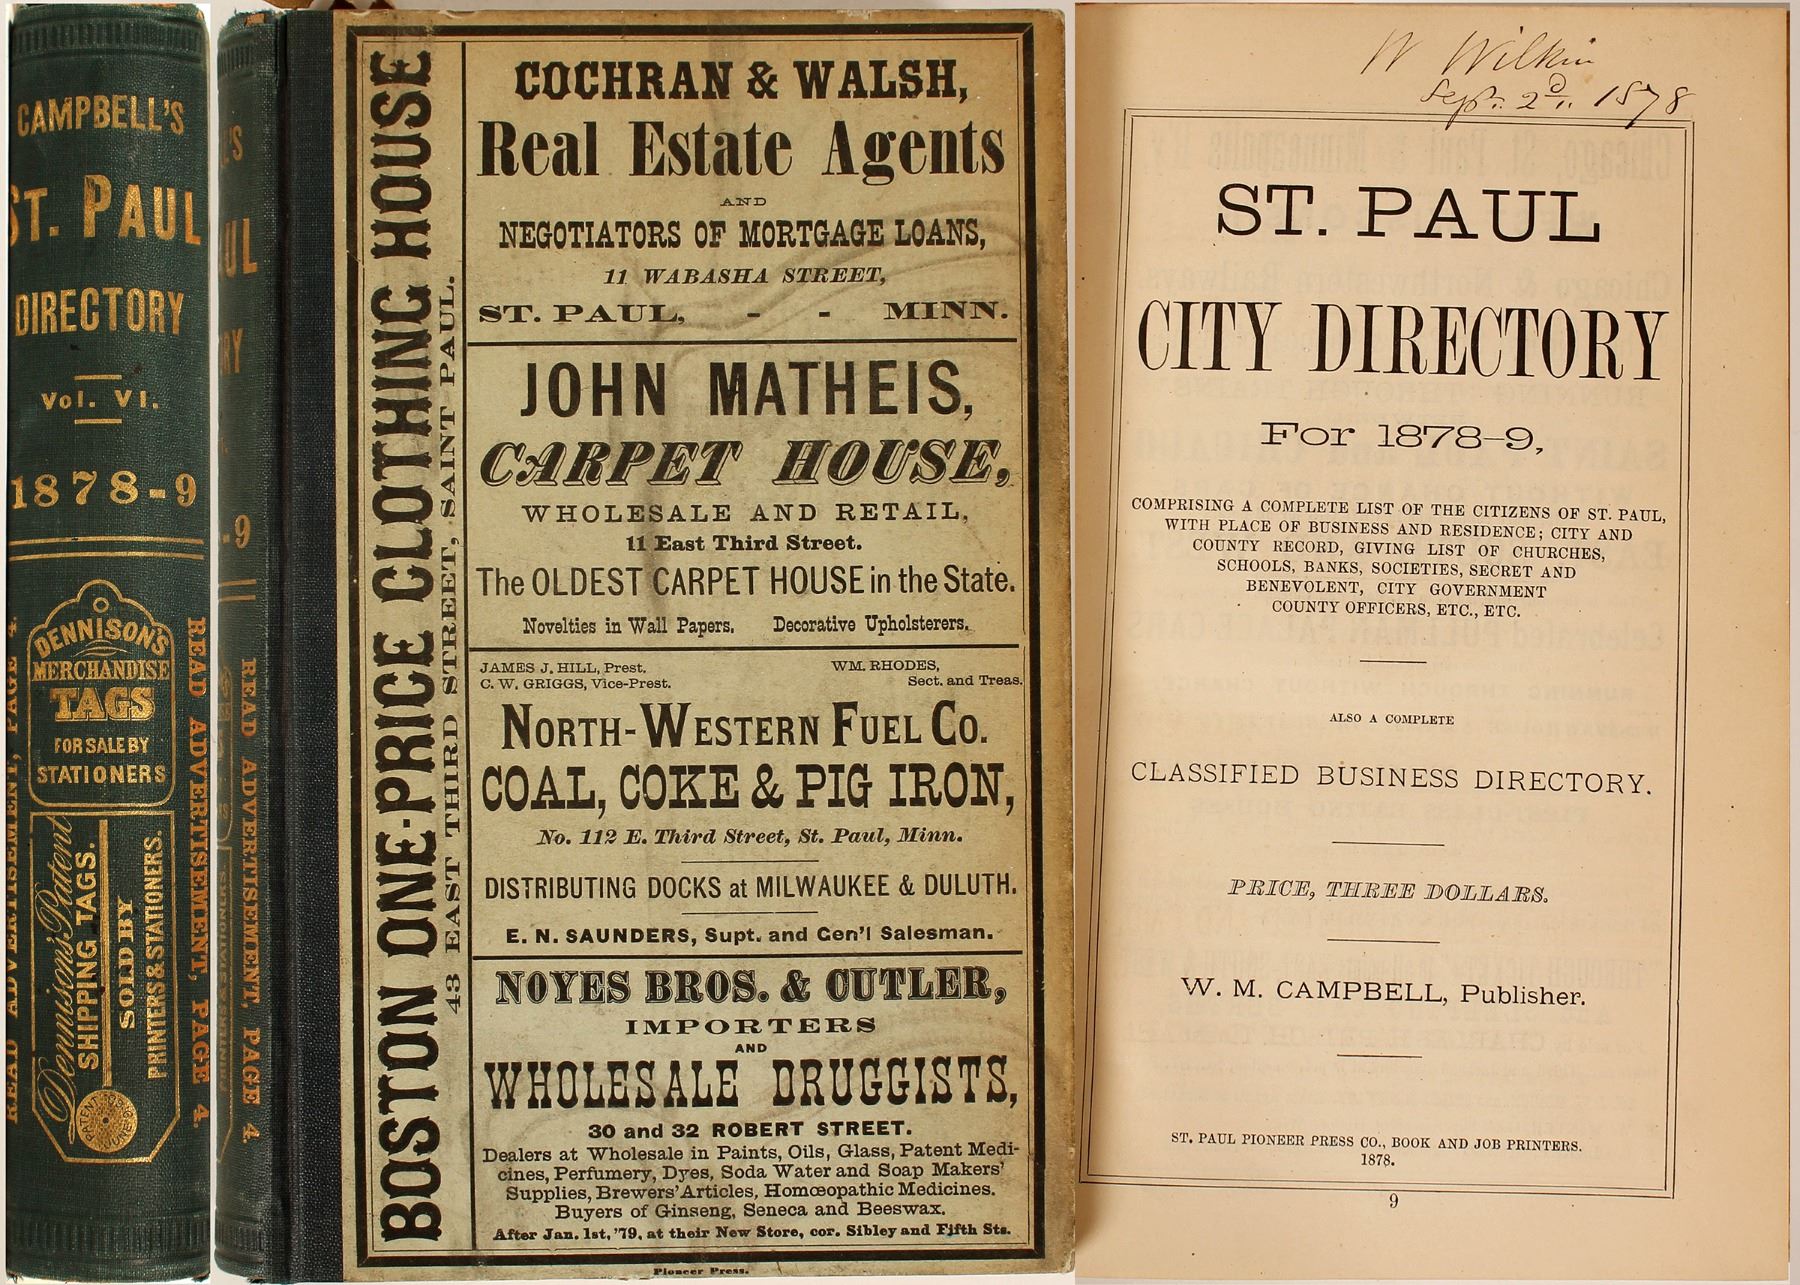 CAMPBELL'S
ST. PAUL
DIRECTORY
Vol. VI.
1878-9
DENNISON'S
MERCHANDISE
TAGS
FOR SALE BY
STATIONERS
Dennison's Patent
SHIPPING TAGS.
SOLD BY
PRINTERS & STATIONERS.
READ ADVERTISEMENT, PAGE 4.
READ ADVERTISEMENT, PAGE 4.
L'S
UL
RY
-9
READ ADVERTISEMENT, PAGE 4.
BOSTON ONE-PRICE CLOTHING HOUSE
43 EAST THIRD STREET, SAINT PAUL.
COCHRAN & WALSH,
Real Estate Agents
AND
NEGOTIATORS OF MORTGAGE LOANS,
11 WABASHA STREET,
ST. PAUL, - - MINN.
JOHN MATHEIS,
CARPET HOUSE,
WHOLESALE AND RETAIL,
11 East Third Street.
The OLDEST CARPET HOUSE in the State.
Novelties in Wall Papers. Decorative Upholsterers.
JAMES J. HILL, Prest. WM. RHODES,
C. W. GRIGGS, Vice-Prest. Sect. and Treas.
NORTH-WESTERN FUEL CO.
COAL, COKE & PIG IRON,
No. 112 E. Third Street, St. Paul, Minn.
DISTRIBUTING DOCKS at MILWAUKEE & DULUTH.
E. N. SAUNDERS, Supt. and Gen'l Salesman.
NOYES BROS. & CUTLER,
IMPORTERS
AND
WHOLESALE DRUGGISTS,
30 and 32 ROBERT STREET.
Dealers at Wholesale in Paints, Oils, Glass, Patent Medi-
cines, Perfumery, Dyes, Soda Water and Soap Makers'
Supplies, Brewers' Articles, Homœopathic Medicines.
Buyers of Ginseng, Seneca and Beeswax.
After Jan. 1st, '79, at their New Store, cor. Sibley and Fifth Sts.
Pioneer Press.
W Wilkin
Sept. 2d. 1878
ST. PAUL
CITY DIRECTORY
For 1878-9,
COMPRISING A COMPLETE LIST OF THE CITIZENS OF ST. PAUL,
WITH PLACE OF BUSINESS AND RESIDENCE; CITY AND
COUNTY RECORD, GIVING LIST OF CHURCHES,
SCHOOLS, BANKS, SOCIETIES, SECRET AND
BENEVOLENT, CITY GOVERNMENT
COUNTY OFFICERS, ETC., ETC.
ALSO A COMPLETE
CLASSIFIED BUSINESS DIRECTORY.
PRICE, THREE DOLLARS.
W. M. CAMPBELL, Publisher.
ST. PAUL PIONEER PRESS CO., BOOK AND JOB PRINTERS.
1878.
9